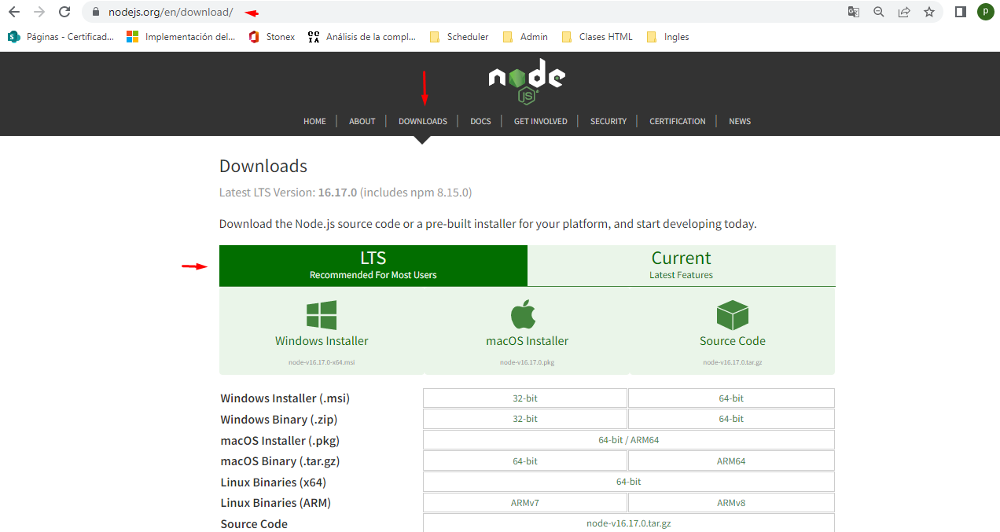 nodejs.org/en/download/
P
S Páginas - Certificad... Implementación del... Stonex CC IA Análisis de la compl... Scheduler Admin Clases HTML Ingles
node
JS
HOME ABOUT DOWNLOADS DOCS GET INVOLVED SECURITY CERTIFICATION NEWS
Downloads
Latest LTS Version: 16.17.0 (includes npm 8.15.0)
Download the Node.js source code or a pre-built installer for your platform, and start developing today.
LTS Current
Recommended For Most Users Latest Features
Windows Installer macOS Installer Source Code
node-v16.17.0-x64.msi node-v16.17.0.pkg node-v16.17.0.tar.gz
Windows Installer (.msi) 32-bit 64-bit
Windows Binary (.zip) 32-bit 64-bit
macOS Installer (.pkg) 64-bit / ARM64
macOS Binary (.tar.gz) 64-bit ARM64
Linux Binaries (x64) 64-bit
Linux Binaries (ARM) ARMv7 ARMv8
Source Code node-v16.17.0.tar.gz